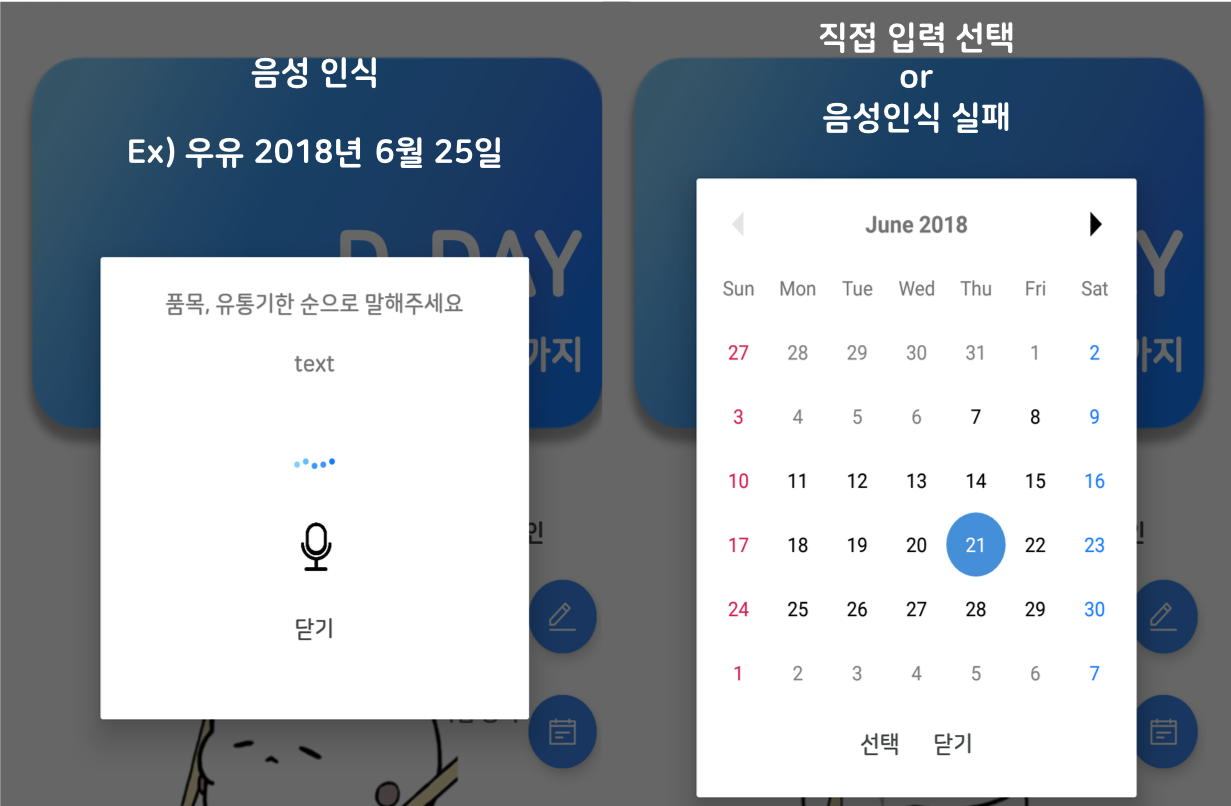 음성 인식
Ex) 우유 2018년 6월 25일
D-DAY
까지
품목, 유통기한 순으로 말해주세요
text
닫기
인
직접 입력 선택
or
음성인식 실패
Y
까지
June 2018
Sun Mon Tue Wed Thu Fri Sat
27 28 29 30 31 1 2
3 4 5 6 7 8 9
10 11 12 13 14 15 16
17 18 19 20 21 22 23
24 25 26 27 28 29 30
1 2 3 4 5 6 7
선택 닫기